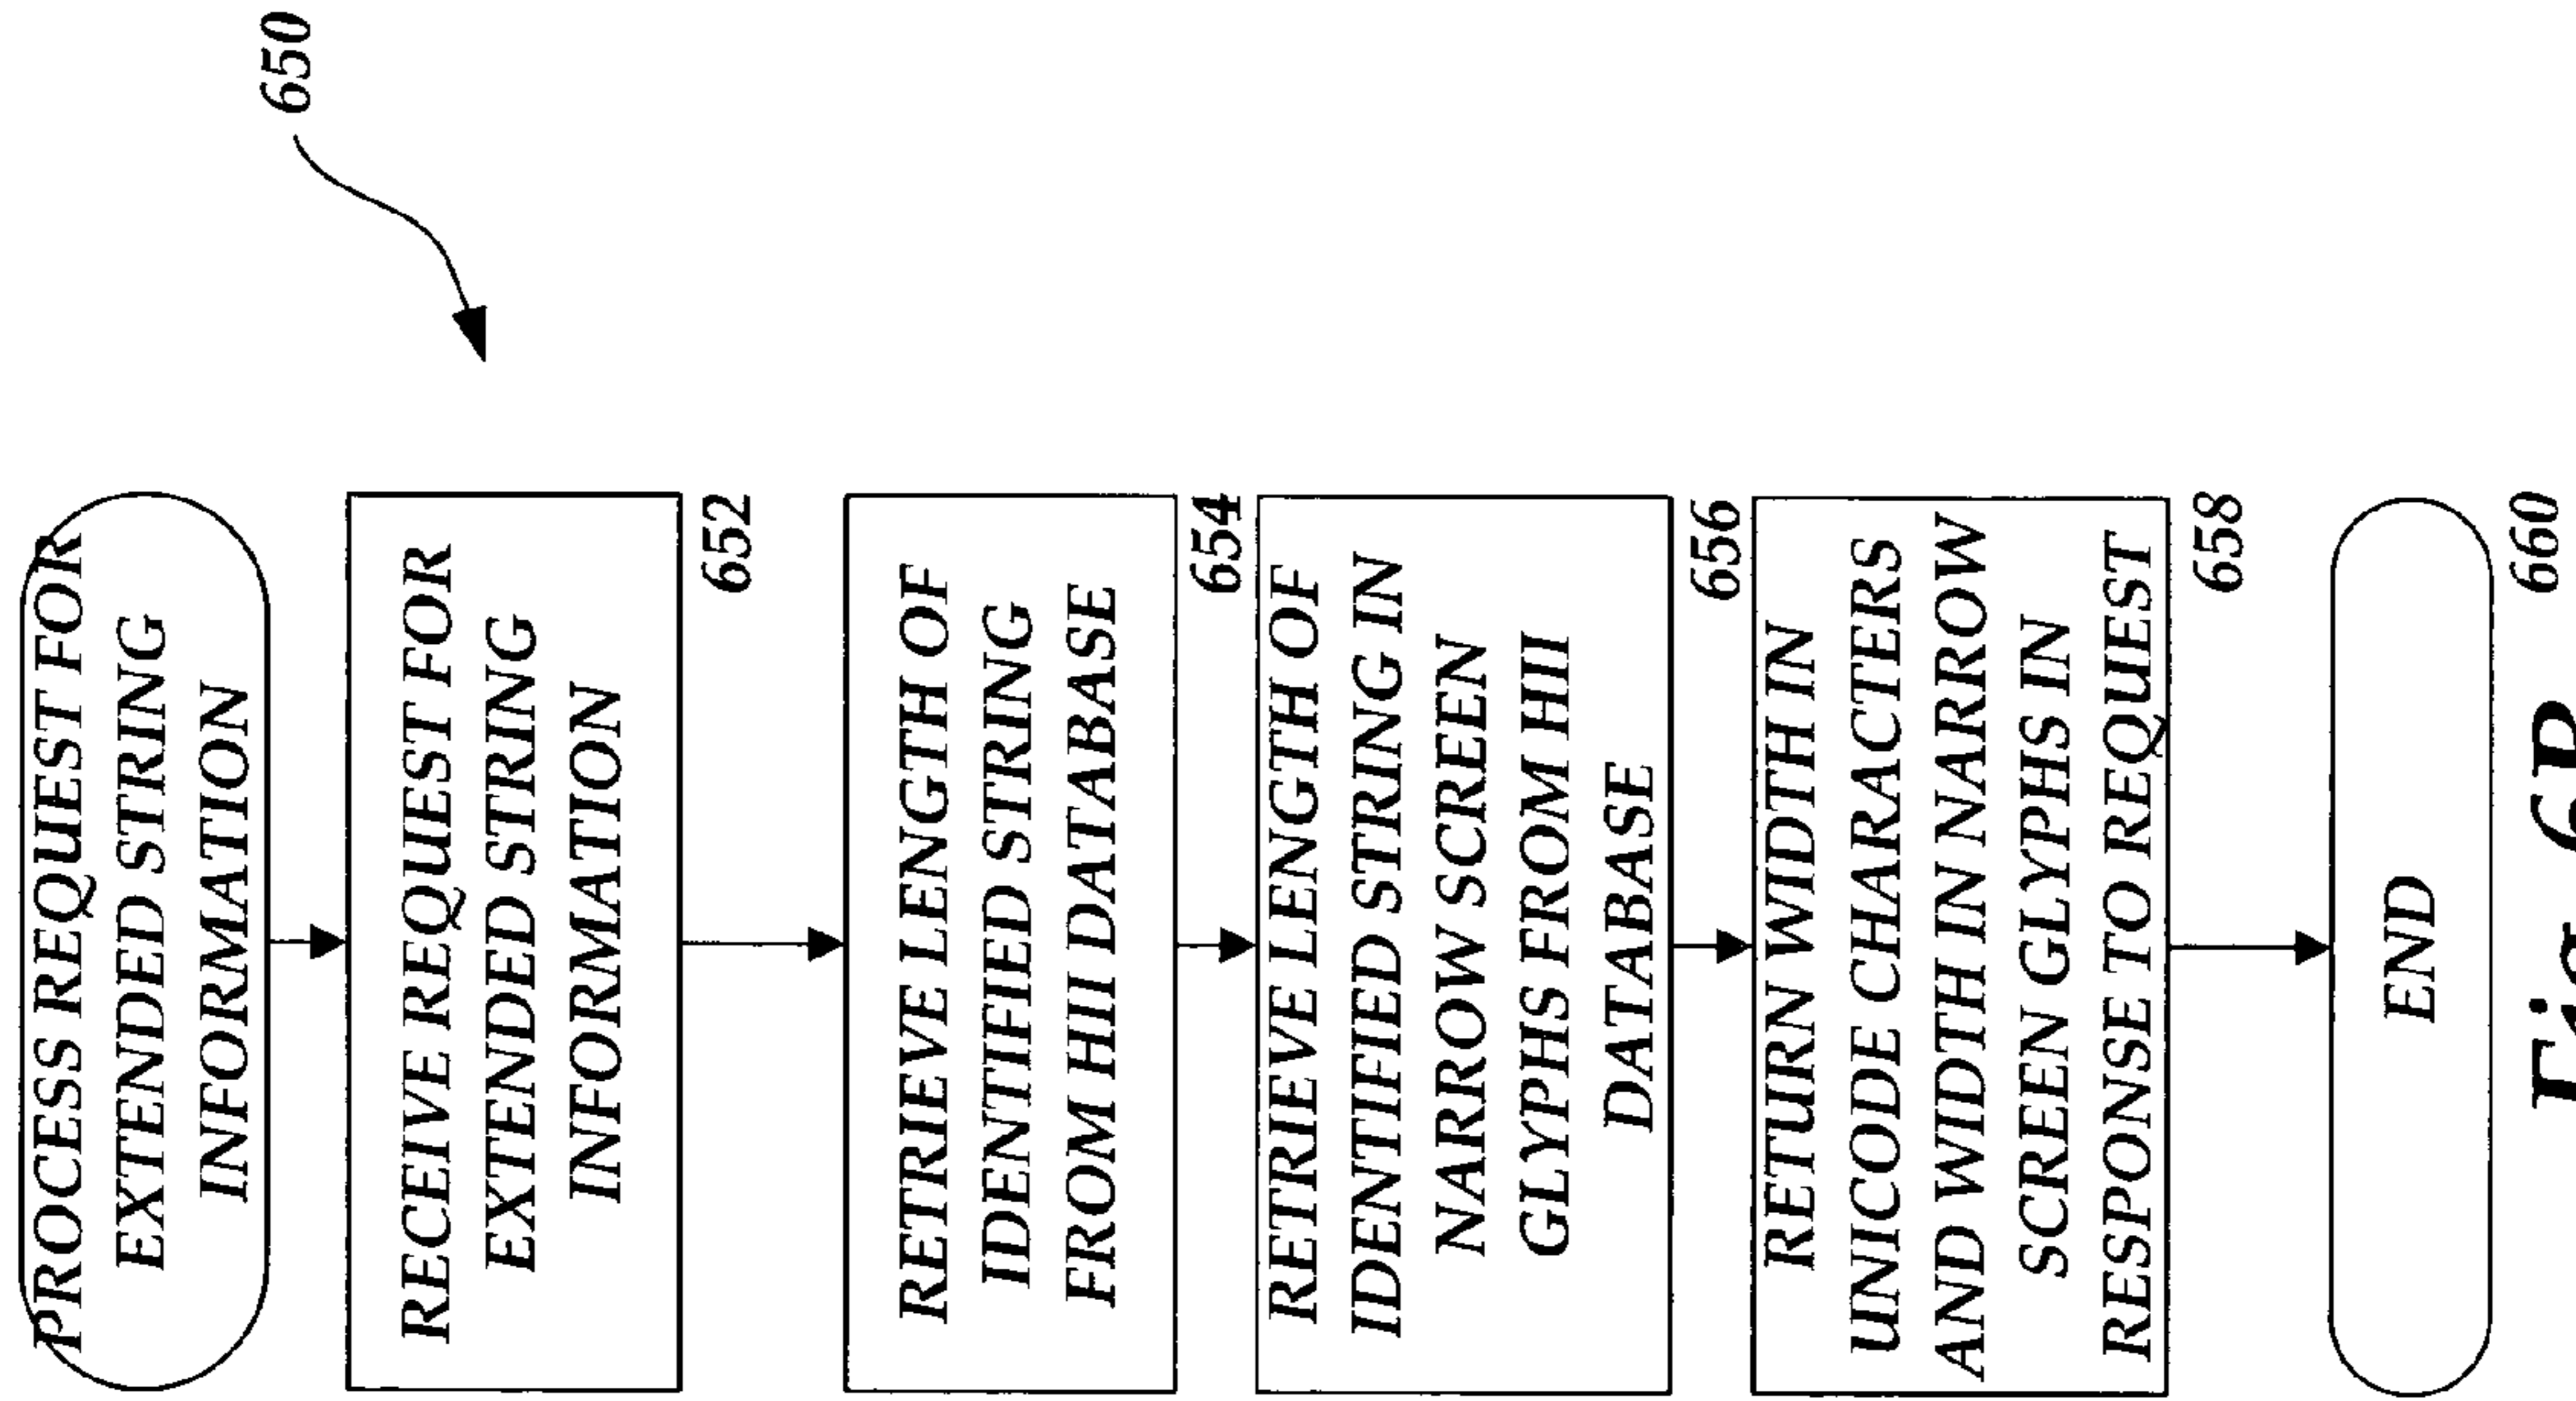 650
PROCESS REQUEST FOR
EXTENDED STRING
INFORMATION
RECEIVE REQUEST FOR
EXTENDED STRING
INFORMATION
652
RETRIEVE LENGTH OF
IDENTIFIED STRING
FROM HII DATABASE
654
RETRIEVE LENGTH OF
IDENTIFIED STRING IN
NARROW SCREEN
GLYPHS FROM HII
DATABASE
656
RETURN WIDTH IN
UNICODE CHARACTERS
AND WIDTH IN NARROW
SCREEN GLYPHS IN
RESPONSE TO REQUEST
658
END
660